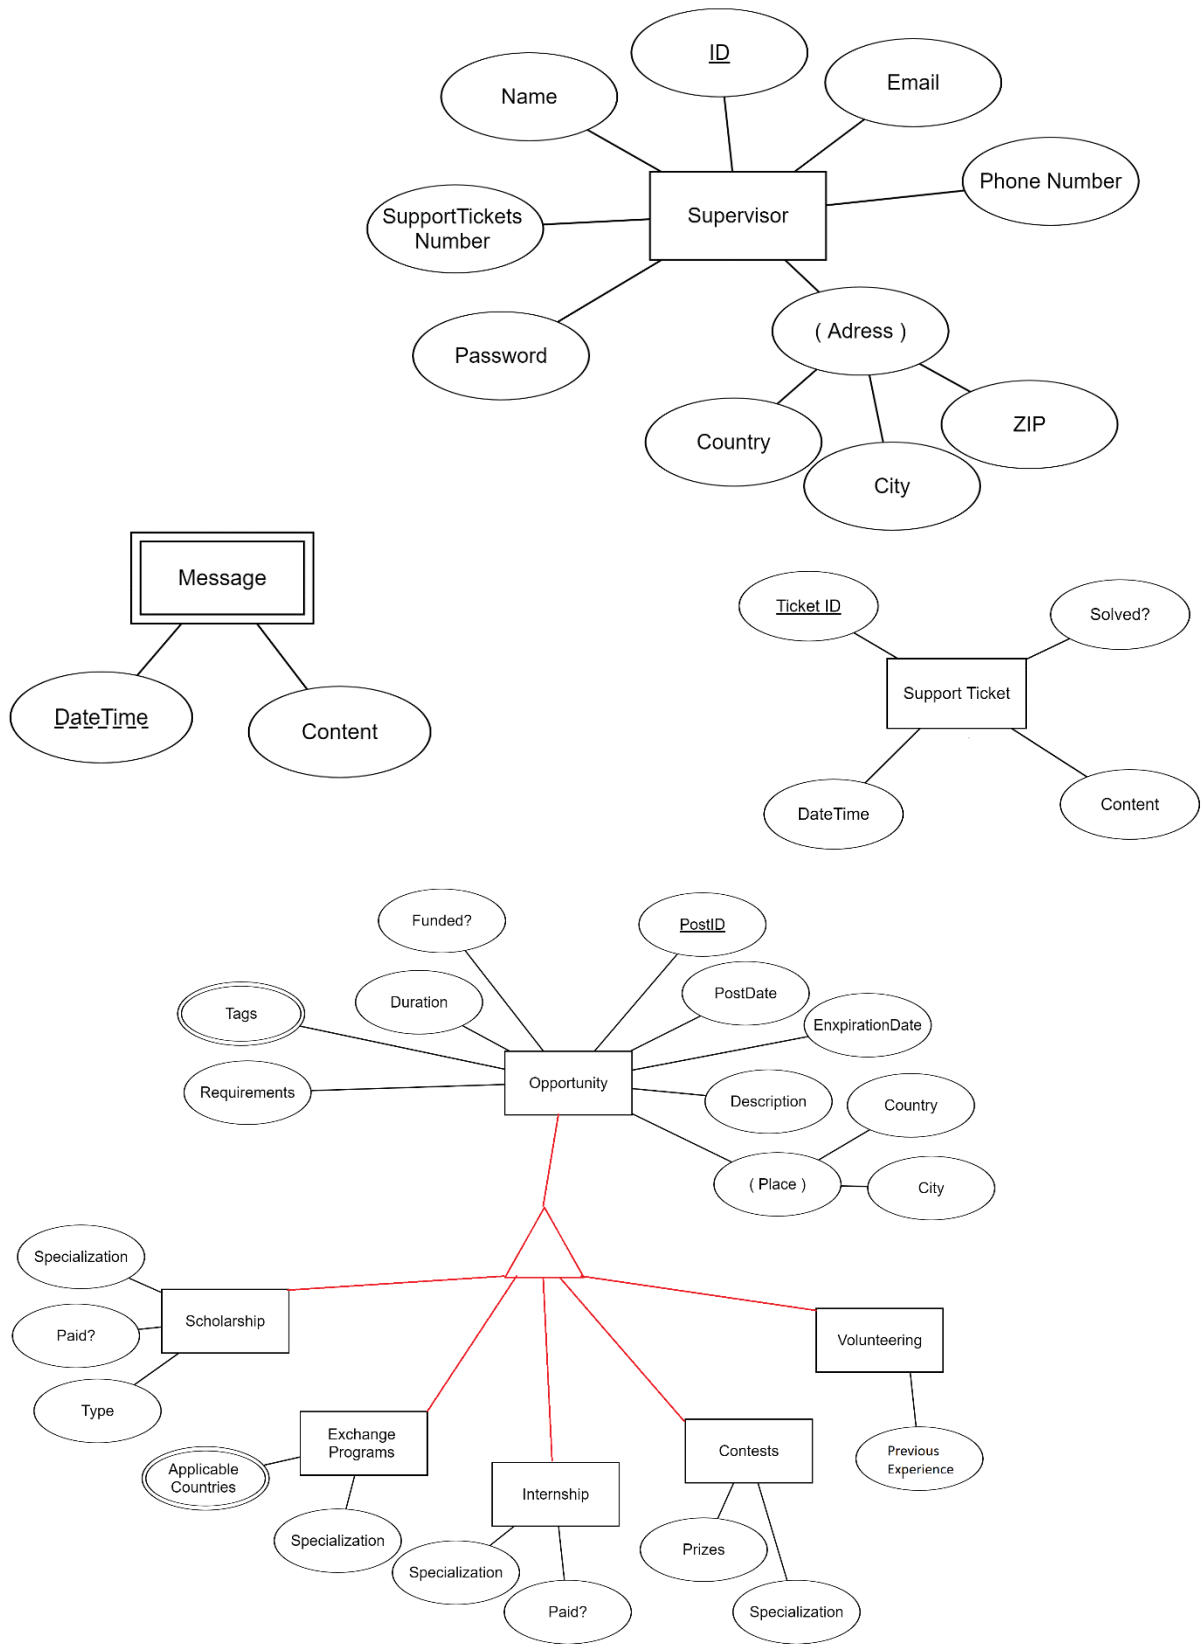 ID
Name
Email
Phone Number
SupportTickets
Number
Supervisor
Password
( Adress )
Country
City
ZIP
Message
DateTime
Content
Ticket ID
Solved?
Support Ticket
DateTime
Content
Funded?
PostID
Tags
Duration
PostDate
EnxpirationDate
Requirements
Opportunity
Description
Country
( Place )
City
Specialization
Scholarship
Paid?
Type
Volunteering
Previous
Experience
Exchange
Programs
Applicable
Countries
Specialization
Internship
Specialization
Paid?
Contests
Prizes
Specialization